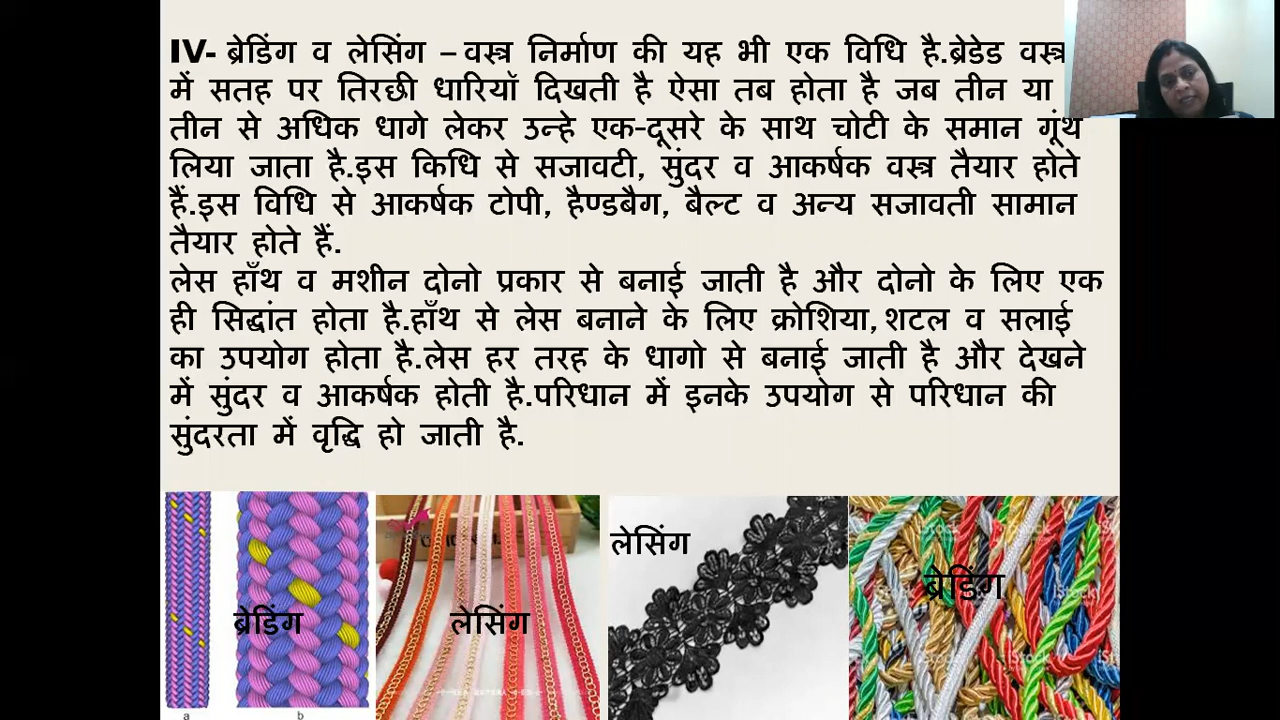 IV- ब्रेडिंग व लेसिंग – वस्त्र निर्माण की यह भी एक विधि है.ब्रेडेड वस्त्र
में सतह पर तिरछी धारियॉ दिखती है ऐसा तब होता है जब तीन या
तीन से अधिक धागे लेकर उन्हे एक-दूसरे के साथ चोटी के समान गूंथ
लिया जाता है.इस किधि से सजावटी, सुंदर व आकर्षक वस्त्र तैयार होते
हैं.इस विधि से आकर्षक टोपी, हैण्डबैग, बैल्ट व अन्य सजावती सामान
तैयार होते हैं.
लेस हाँथ व मशीन दोनो प्रकार से बनाई जाती है और दोनो के लिए एक
ही सिद्धांत होता है.हाँथ से लेस बनाने के लिए क्रोशिया, शटल व सलाई
का उपयोग होता है.लेस हर तरह के धागो से बनाई जाती है और देखने
में सुंदर व आकर्षक होती है.परिधान में इनके उपयोग से परिधान की
सुंदरता में वृद्धि हो जाती है.
ब्रेडिंग
लेसिंग
लेसिंग
ब्रेडिंग
a
b
iStock